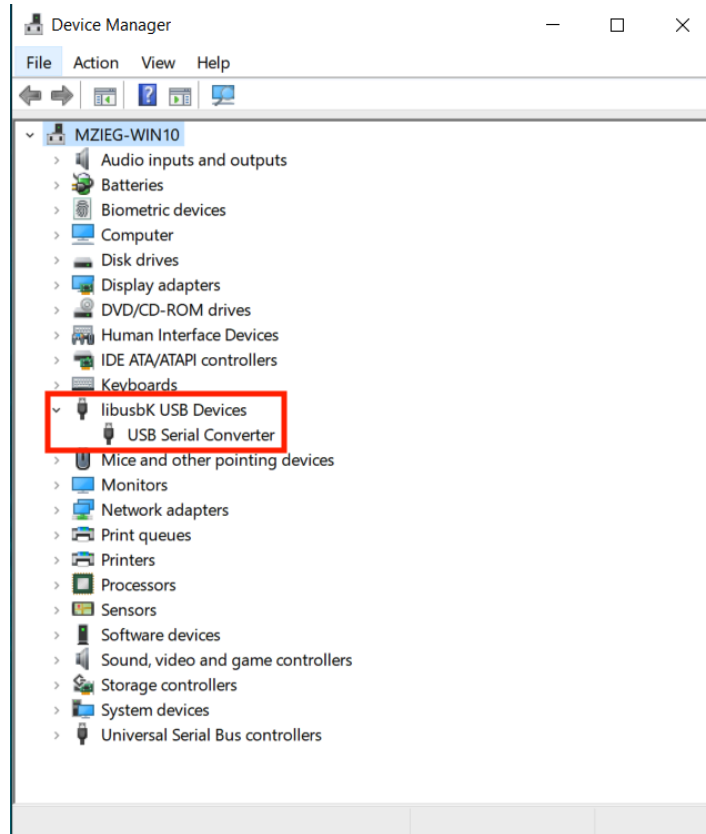 Device Manager
File Action View Help
MZIEG-WIN10
Audio inputs and outputs
Batteries
Biometric devices
Computer
Disk drives
Display adapters
DVD/CD-ROM drives
Human Interface Devices
IDE ATA/ATAPI controllers
Keyboards
libusbK USB Devices
USB Serial Converter
Mice and other pointing devices
Monitors
Network adapters
Print queues
Printers
Processors
Sensors
Software devices
Sound, video and game controllers
Storage controllers
System devices
Universal Serial Bus controllers